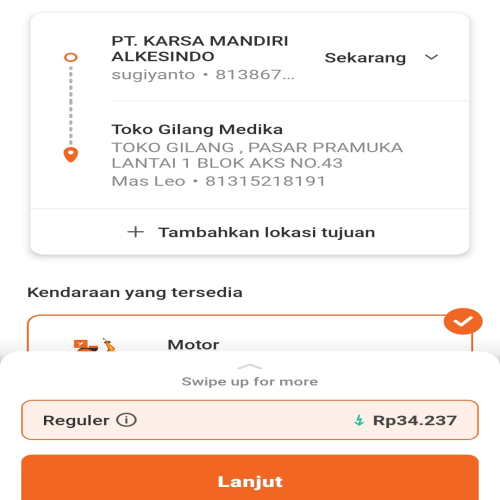 PT. KARSA MANDIRI
ALKESINDO
Sekarang
sugiyanto • 813867...
Toko Gilang Medika
TOKO GILANG , PASAR PRAMUKA
LANTAI 1 BLOK AKS NO.43
Mas Leo • 81315218191
+ Tambahkan lokasi tujuan
Kendaraan yang tersedia
Motor
Swipe up for more
Reguler
Rp34.237
Lanjut